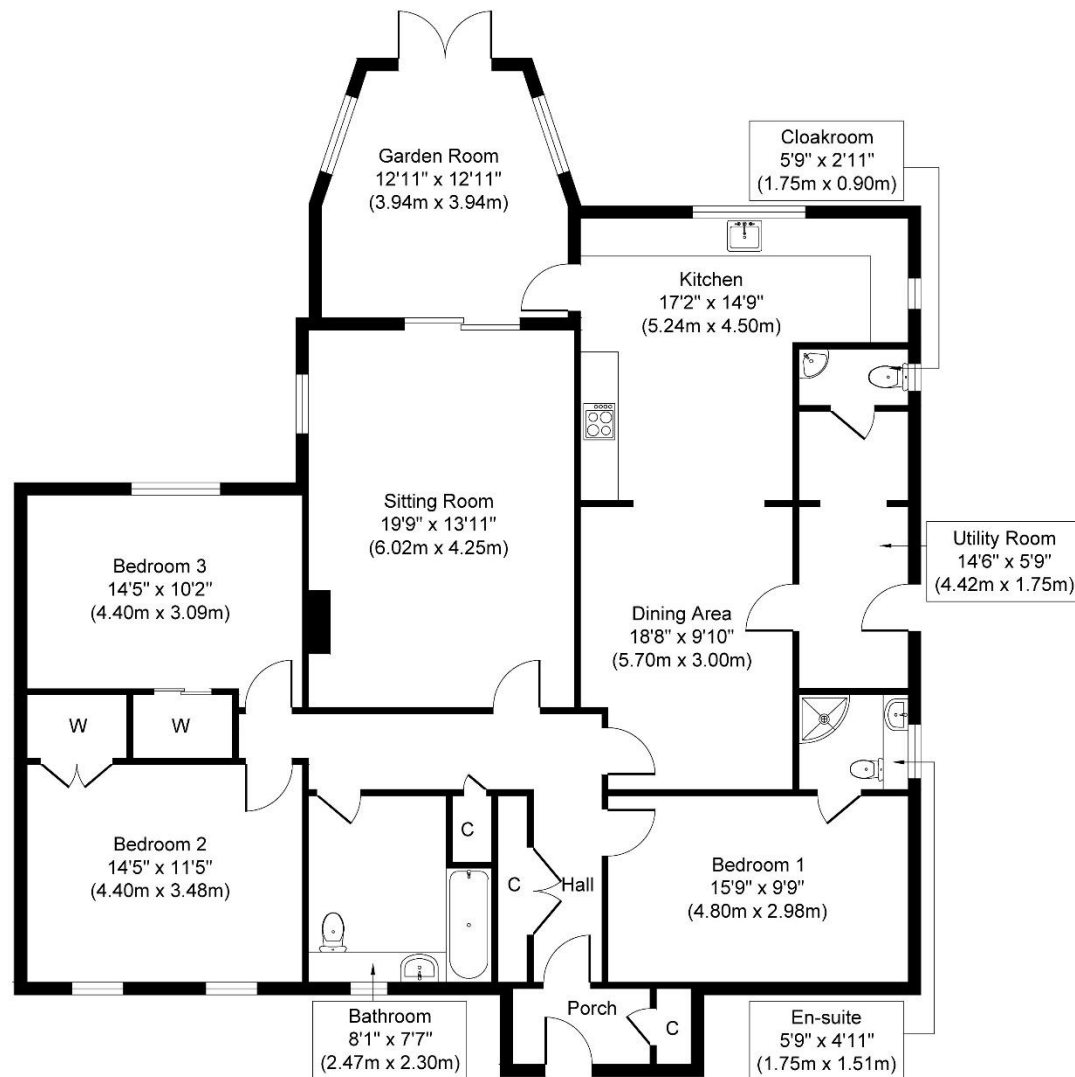 Garden Room
12'11" x 12'11"
(3.94m x 3.94m)
Cloakroom
5'9" x 2'11"
(1.75m x 0.90m)
Kitchen
17'2" x 14'9"
(5.24m x 4.50m)
Sitting Room
19'9" x 13'11"
(6.02m x 4.25m)
Utility Room
14'6" x 5'9"
(4.42m x 1.75m)
Bedroom 3
14'5" x 10'2"
(4.40m x 3.09m)
Dining Area
18'8" x 9'10"
(5.70m x 3.00m)
W
W
Bedroom 2
14'5" x 11'5"
(4.40m x 3.48m)
C
C
Hall
Bedroom 1
15'9" x 9'9"
(4.80m x 2.98m)
Bathroom
8'1" x 7'7"
(2.47m x 2.30m)
Porch
C
En-suite
5'9" x 4'11"
(1.75m x 1.51m)